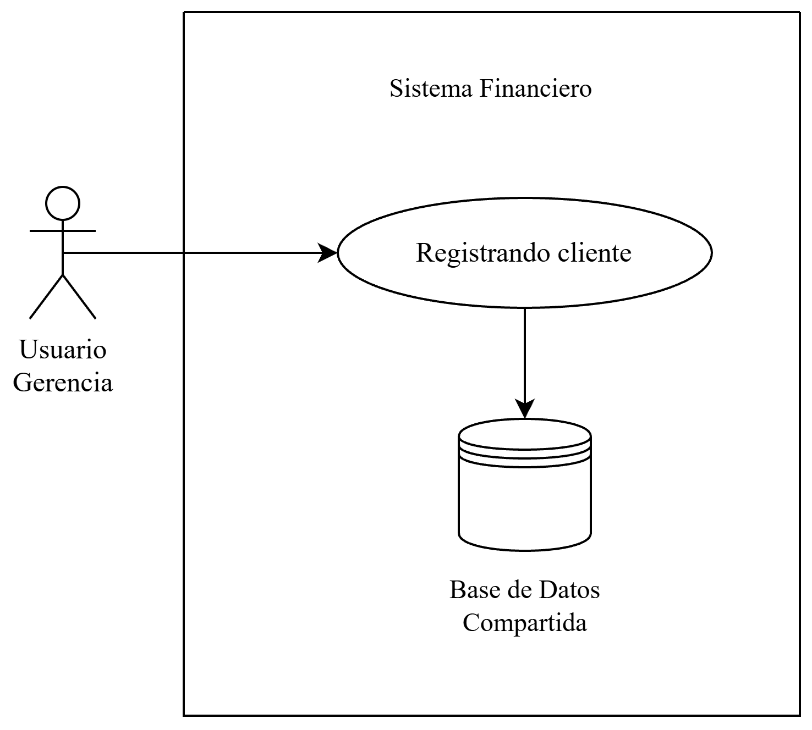 Sistema Financiero
Registrando cliente
Usuario
Gerencia
Base de Datos
Compartida